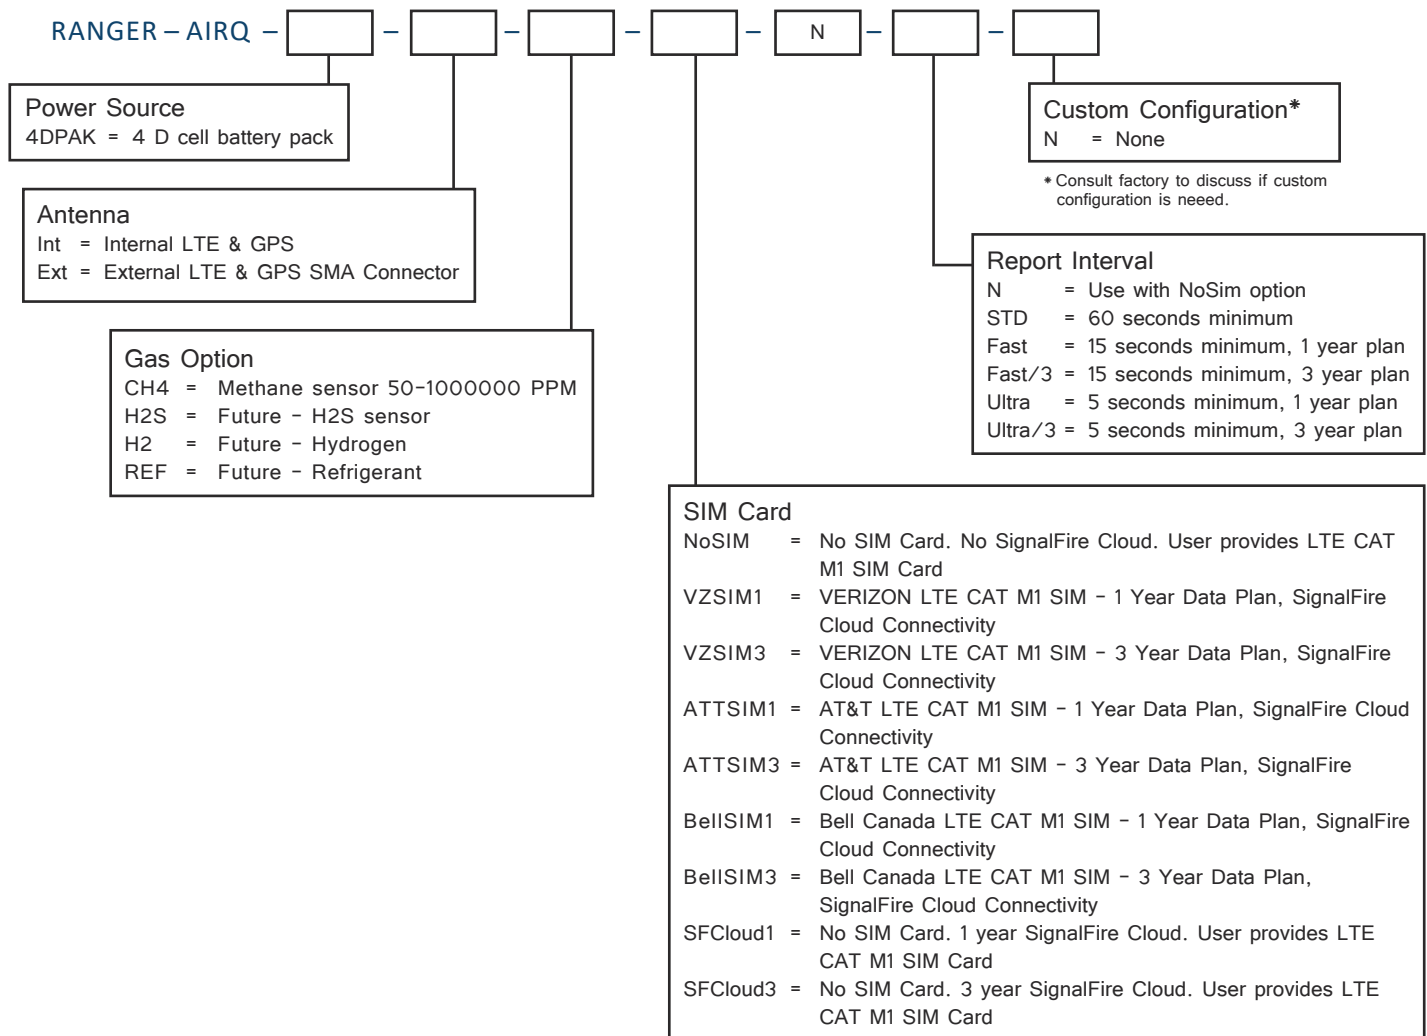 RANGER – AIRQ – – – – – N – –
Power Source
4DPAK = 4 D cell battery pack
Antenna
Int = Internal LTE & GPS
Ext = External LTE & GPS SMA Connector
Gas Option
CH4 = Methane sensor 50-1000000 PPM
H2S = Future - H2S sensor
H2 = Future - Hydrogen
REF = Future - Refrigerant
Custom Configuration*
N = None
* Consult factory to discuss if custom
configuration is neeed.
Report Interval
N = Use with NoSim option
STD = 60 seconds minimum
Fast = 15 seconds minimum, 1 year plan
Fast/3 = 15 seconds minimum, 3 year plan
Ultra = 5 seconds minimum, 1 year plan
Ultra/3 = 5 seconds minimum, 3 year plan
SIM Card
NoSIM = No SIM Card. No SignalFire Cloud. User provides LTE CAT
M1 SIM Card
VZSIM1 = VERIZON LTE CAT M1 SIM - 1 Year Data Plan, SignalFire
Cloud Connectivity
VZSIM3 = VERIZON LTE CAT M1 SIM - 3 Year Data Plan, SignalFire
Cloud Connectivity
ATTSIM1 = AT&T LTE CAT M1 SIM - 1 Year Data Plan, SignalFire Cloud
Connectivity
ATTSIM3 = AT&T LTE CAT M1 SIM - 3 Year Data Plan, SignalFire
Cloud Connectivity
BellSIM1 = Bell Canada LTE CAT M1 SIM - 1 Year Data Plan, SignalFire
Cloud Connectivity
BellSIM3 = Bell Canada LTE CAT M1 SIM - 3 Year Data Plan,
SignalFire Cloud Connectivity
SFCloud1 = No SIM Card. 1 year SignalFire Cloud. User provides LTE
CAT M1 SIM Card
SFCloud3 = No SIM Card. 3 year SignalFire Cloud. User provides LTE
CAT M1 SIM Card